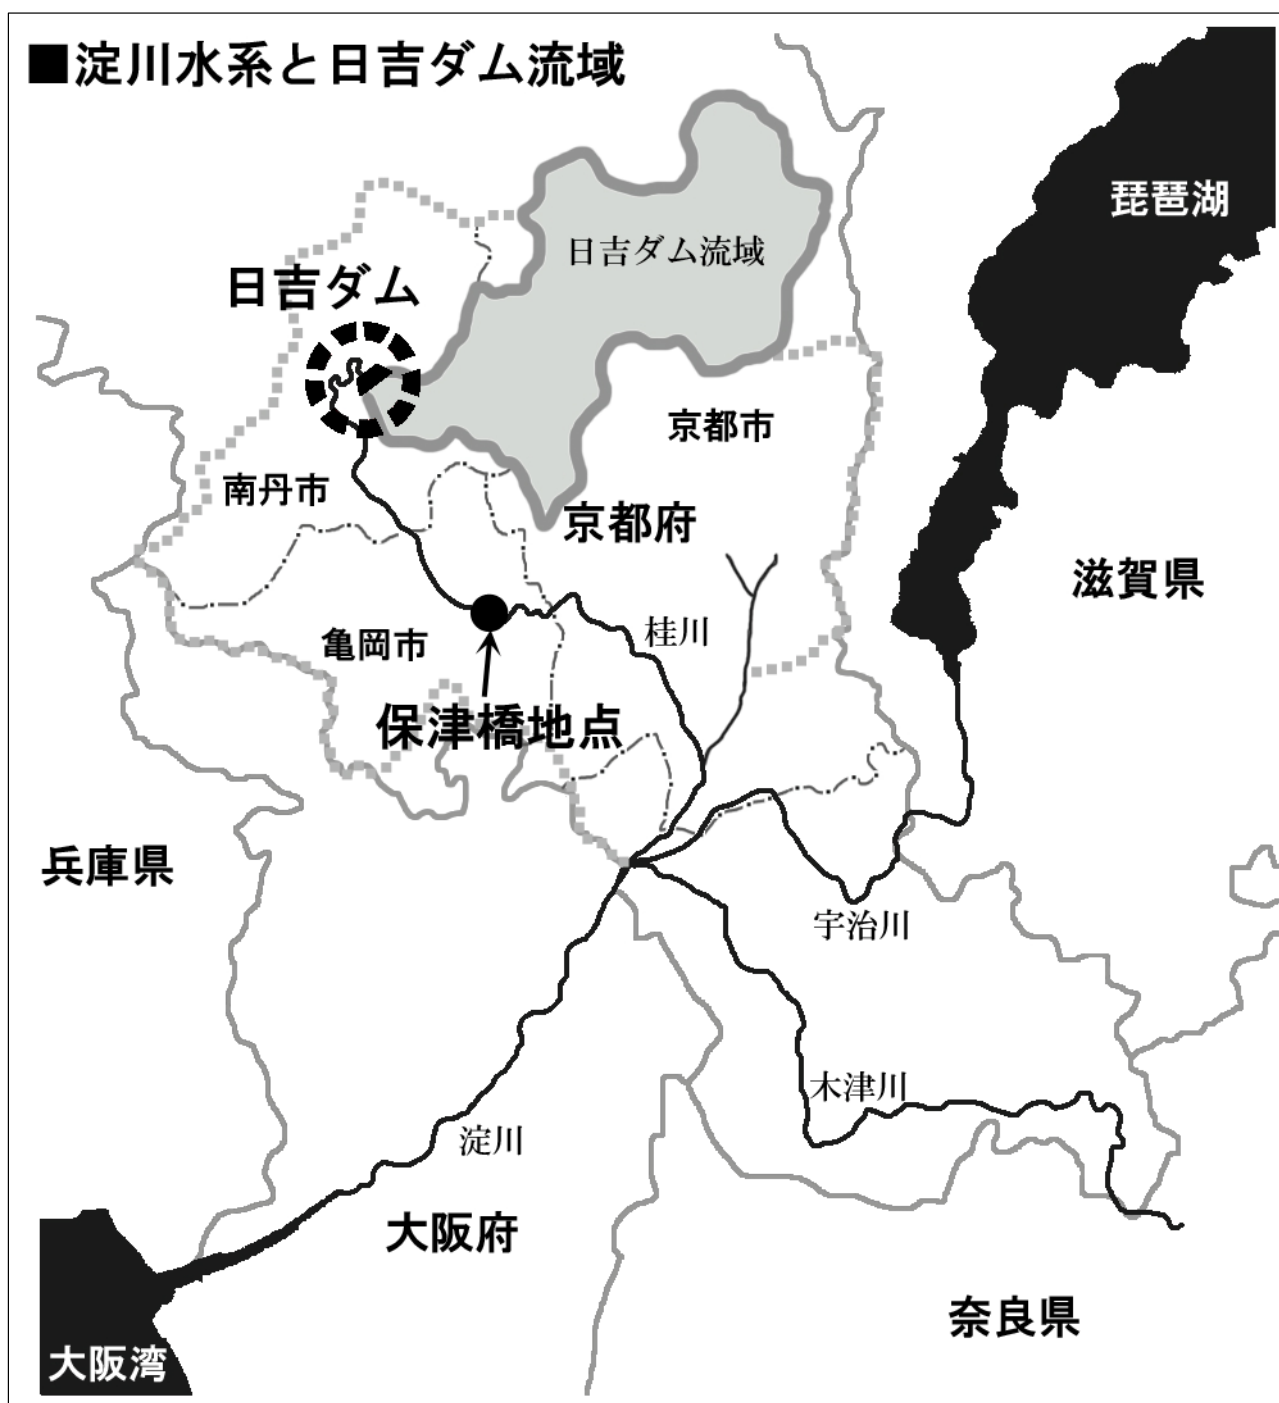 ■淀川水系と日吉ダム流域
琵琶湖
日吉ダム流域
日吉ダム
京都市
南丹市
京都府
滋賀県
桂川
亀岡市
保津橋地点
兵庫県
宇治川
木津川
淀川
大阪府
奈良県
大阪湾